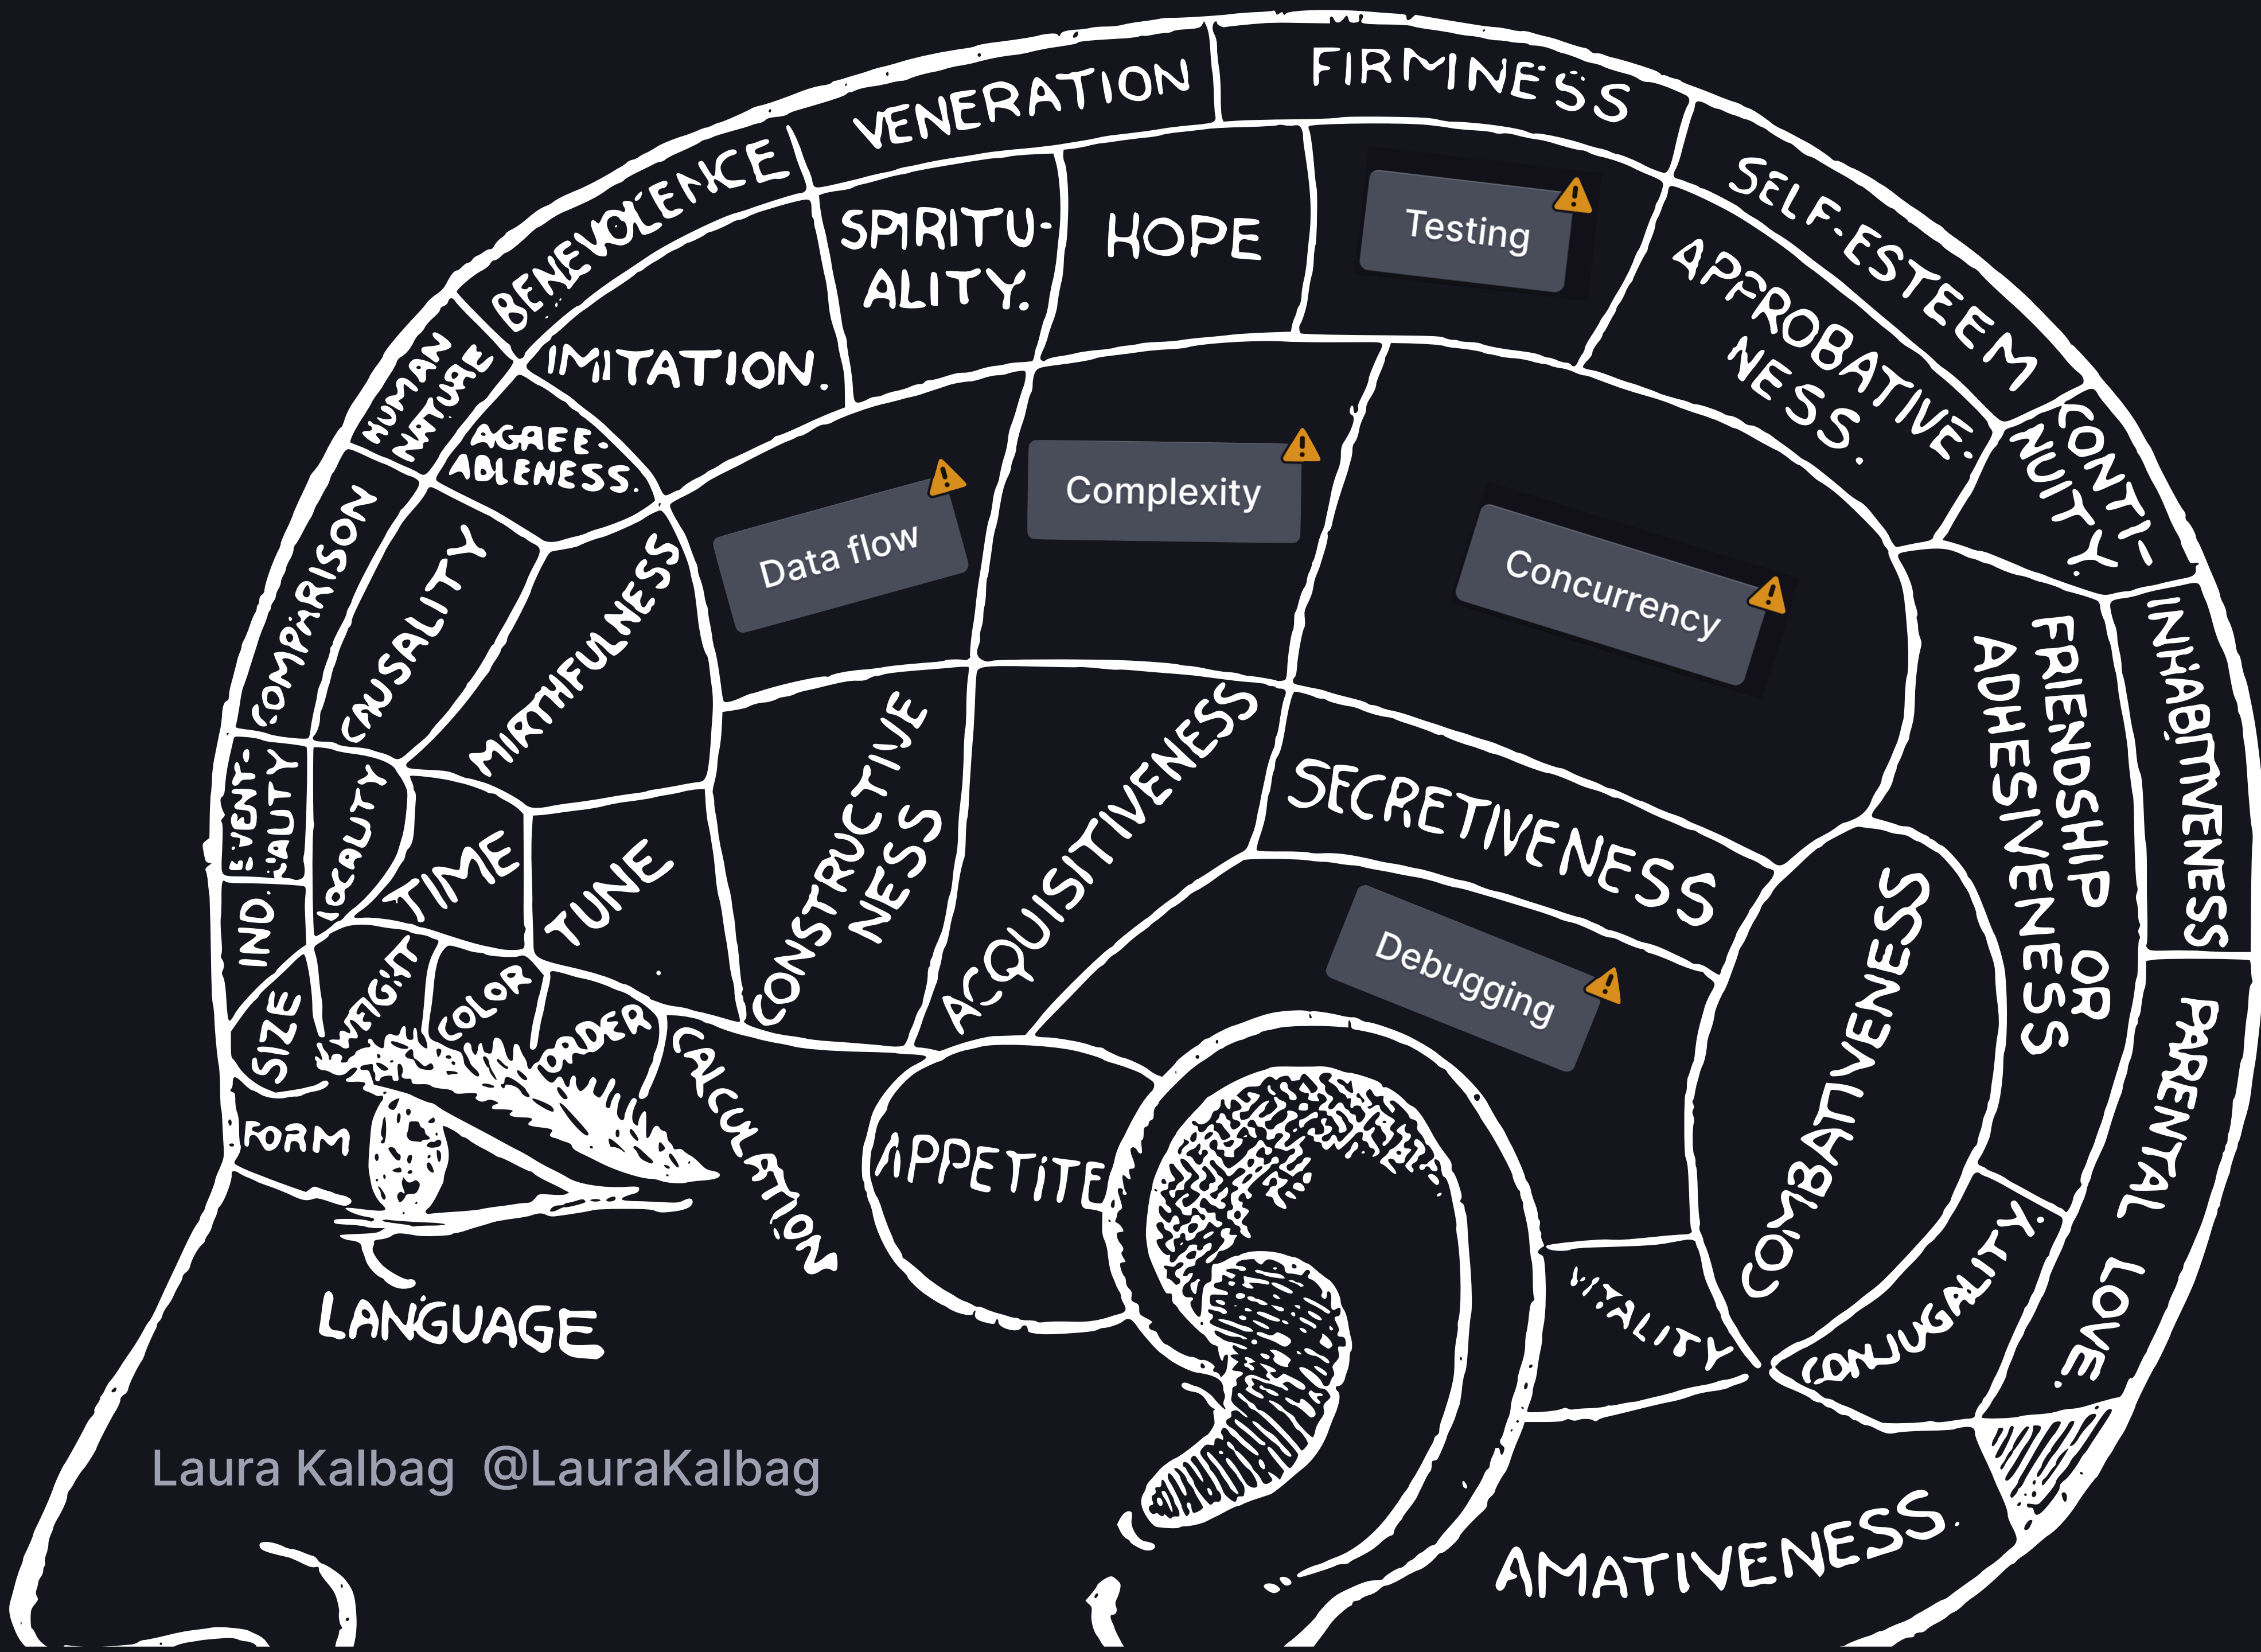 VENERATION
FIRMNESS
BENEVOLENCE
SELF-ESTEEM
SPIRITU-
ALITY.
HOPE
Testing
APPROBATIVE-
NESS.
IMITATION.
HUMAN
NATURE
AGREE-
ABLENESS.
CONTI-
NUITY.
COMPARISON
CAUSALITY
MIRTHFULNESS
Data flow
Complexity
Concurrency
FRIENDSHIP OR
ADHESIVENESS
INHABITIVENESS
EVENT-
UALITY
LOCALITY
TIME
TUNE
CONSTRUCTIVE
NESS
ACQUISITIVENESS
SECRETIVENESS
Debugging
COMBATIVENESS
IND.
SIZE
WEIGHT
COLOR
ORDER
CALCULATION
FORM
APPETITE
PARENTAL
LOVE.
VITALITY
CONJUGALITY.
LANGUAGE
Laura Kalbag @LauraKalbag
AMATIVENESS.